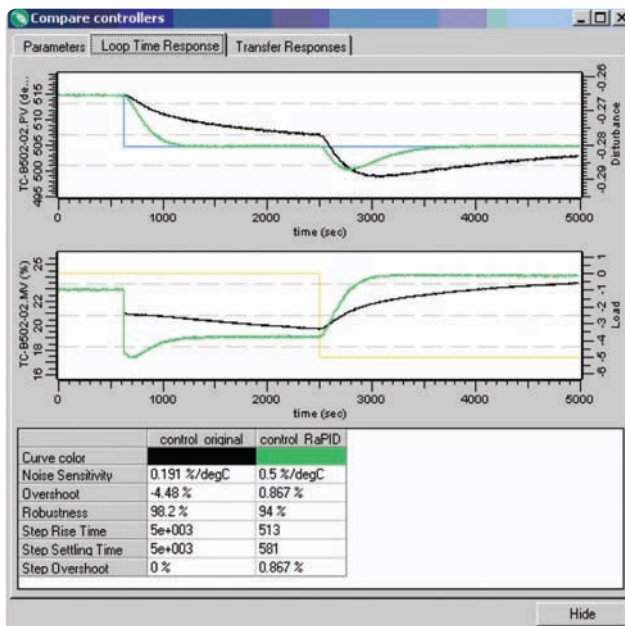 Compare controllers
Parameters Loop Time Response Transfer Responses
TC-B502-02.PV (de...
515
510
505
500
495
-0.26
-0.27
-0.28
-0.29
Disturbance
0 1000 2000 3000 4000 5000
time (sec)
TC-B502-02.MV (%)
25
22
20
18
16
0
-1
-2
-3
-4
-5
-6
Load
0 1000 2000 3000 4000 5000
time (sec)
control_original control_RaPID
Curve color
Noise Sensitivity 0.191 %/degC 0.5 %/degC
Overshoot -4.48 % 0.867 %
Robustness 98.2 % 94 %
Step Rise Time 5e+003 513
Step Settling Time 5e+003 581
Step Overshoot 0 % 0.867 %
Hide